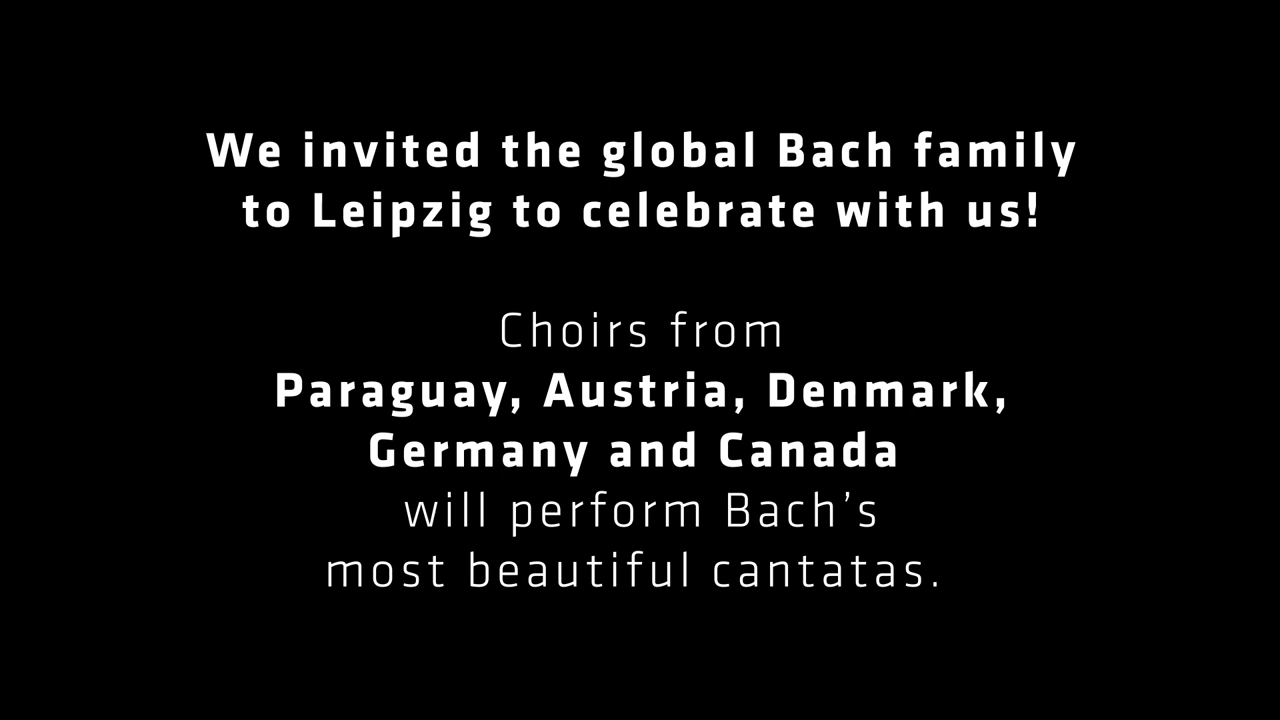 We invited the global Bach family
to Leipzig to celebrate with us!
Choirs from
Paraguay, Austria, Denmark,
Germany and Canada
will perform Bach’s
most beautiful cantatas.